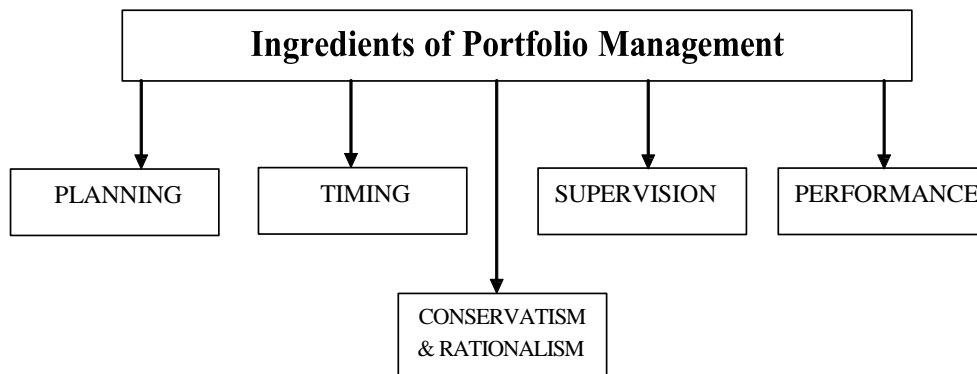 Ingredients of Portfolio Management
PLANNING
TIMING
SUPERVISION
PERFORMANCE
CONSERVATISM
& RATIONALISM